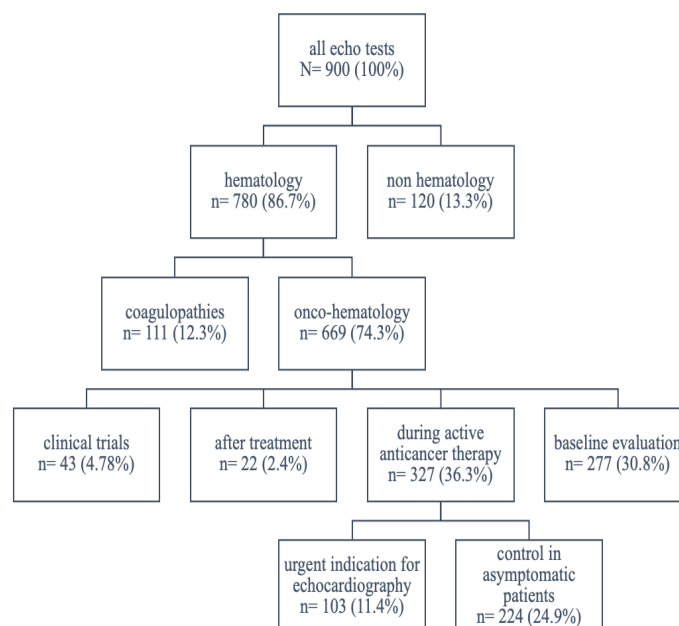 all echo tests
N= 900 (100%)
hematology
n= 780 (86.7%)
non hematology
n= 120 (13.3%)
coagulopathies
n= 111 (12.3%)
onco-hematology
n= 669 (74.3%)
clinical trials
n= 43 (4.78%)
after treatment
n= 22 (2.4%)
during active
anticancer therapy
n= 327 (36.3%)
baseline evaluation
n= 277 (30.8%)
urgent indication for
echocardiography
n= 103 (11.4%)
control in
asymptomatic
patients
n= 224 (24.9%)